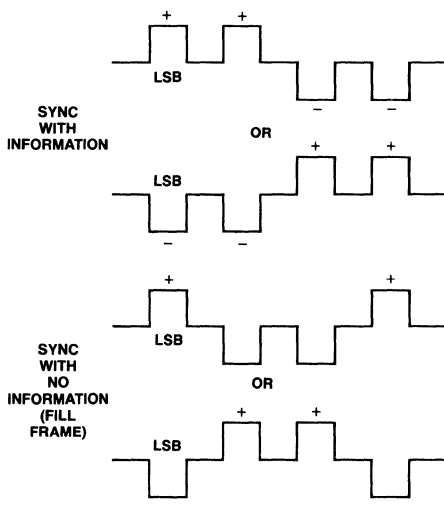 + +
LSB
SYNC
WITH
INFORMATION
− −
OR
+ +
LSB
− −
+ +
LSB
SYNC
WITH
NO
INFORMATION
(FILL
FRAME)
OR
+ +
LSB